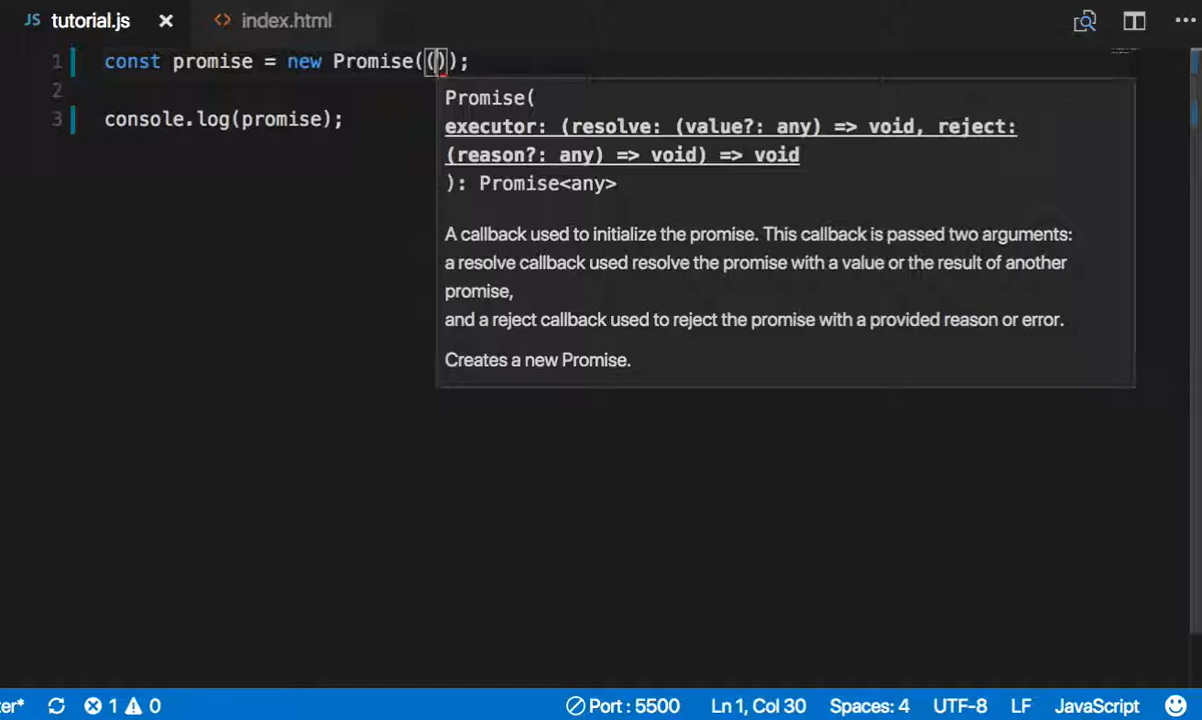 JS tutorial.js × <> index.html
1 const promise = new Promise(());
2
3 console.log(promise);
Promise(
executor: (resolve: (value?: any) => void, reject:
(reason?: any) => void) => void
): Promise<any>
A callback used to initialize the promise. This callback is passed two arguments:
a resolve callback used resolve the promise with a value or the result of another
promise,
and a reject callback used to reject the promise with a provided reason or error.
Creates a new Promise.
ter* 1 0 Port : 5500 Ln 1, Col 30 Spaces: 4 UTF-8 LF JavaScript